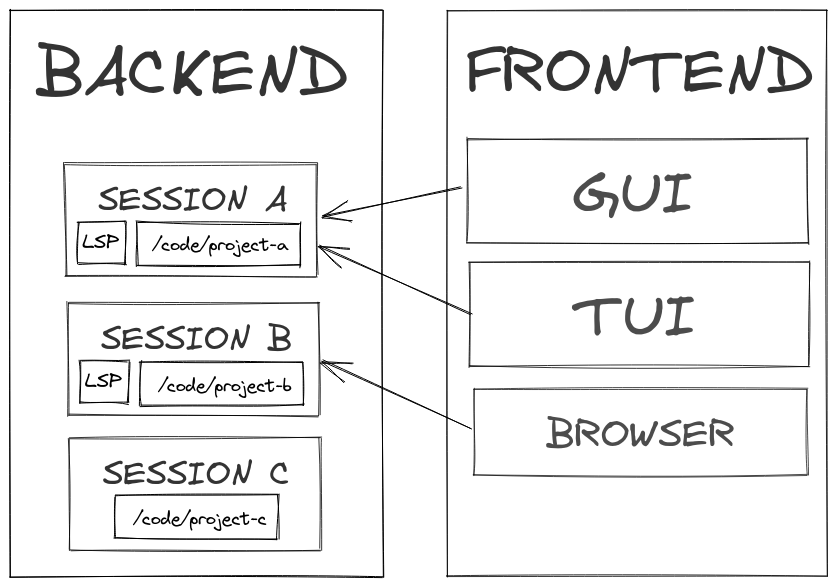 BACKEND
SESSION A
LSP
/code/project-a
SESSION B
LSP
/code/project-b
SESSION C
/code/project-c
FRONTEND
GUI
TUI
BROWSER